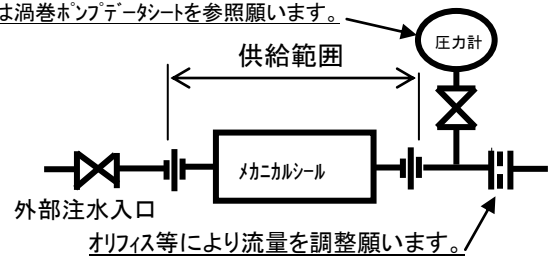 は渦巻ﾎﾟﾝﾌﾟﾃﾞｰﾀｼｰﾄを参照願います。
圧力計
供給範囲
ﾒｶﾆｶﾙｼｰﾙ
外部注水入口
ｵﾘﾌｨｽ等により流量を調整願います。